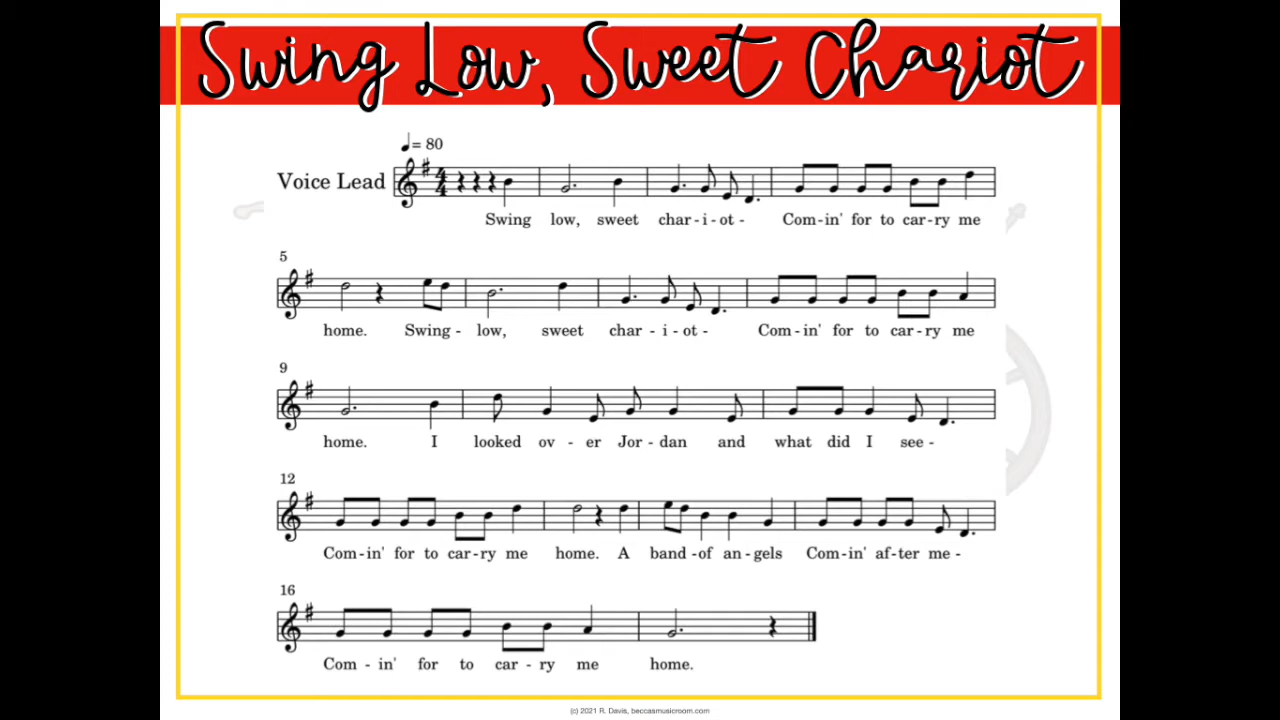 Swing Low, Sweet Chariot
♩= 80
Voice Lead
4
4
Swing low, sweet char - i - ot - Com - in' for to car - ry me
5
home. Swing - low, sweet char - i - ot - Com - in' for to car - ry me
9
home. I looked ov - er Jor - dan and what did I see -
12
Com - in' for to car - ry me home. A band - of an - gels Com - in' af - ter me -
16
Com - in' for to car - ry me home.
(c) 2021 R. Davis, beccasmusicroom.com